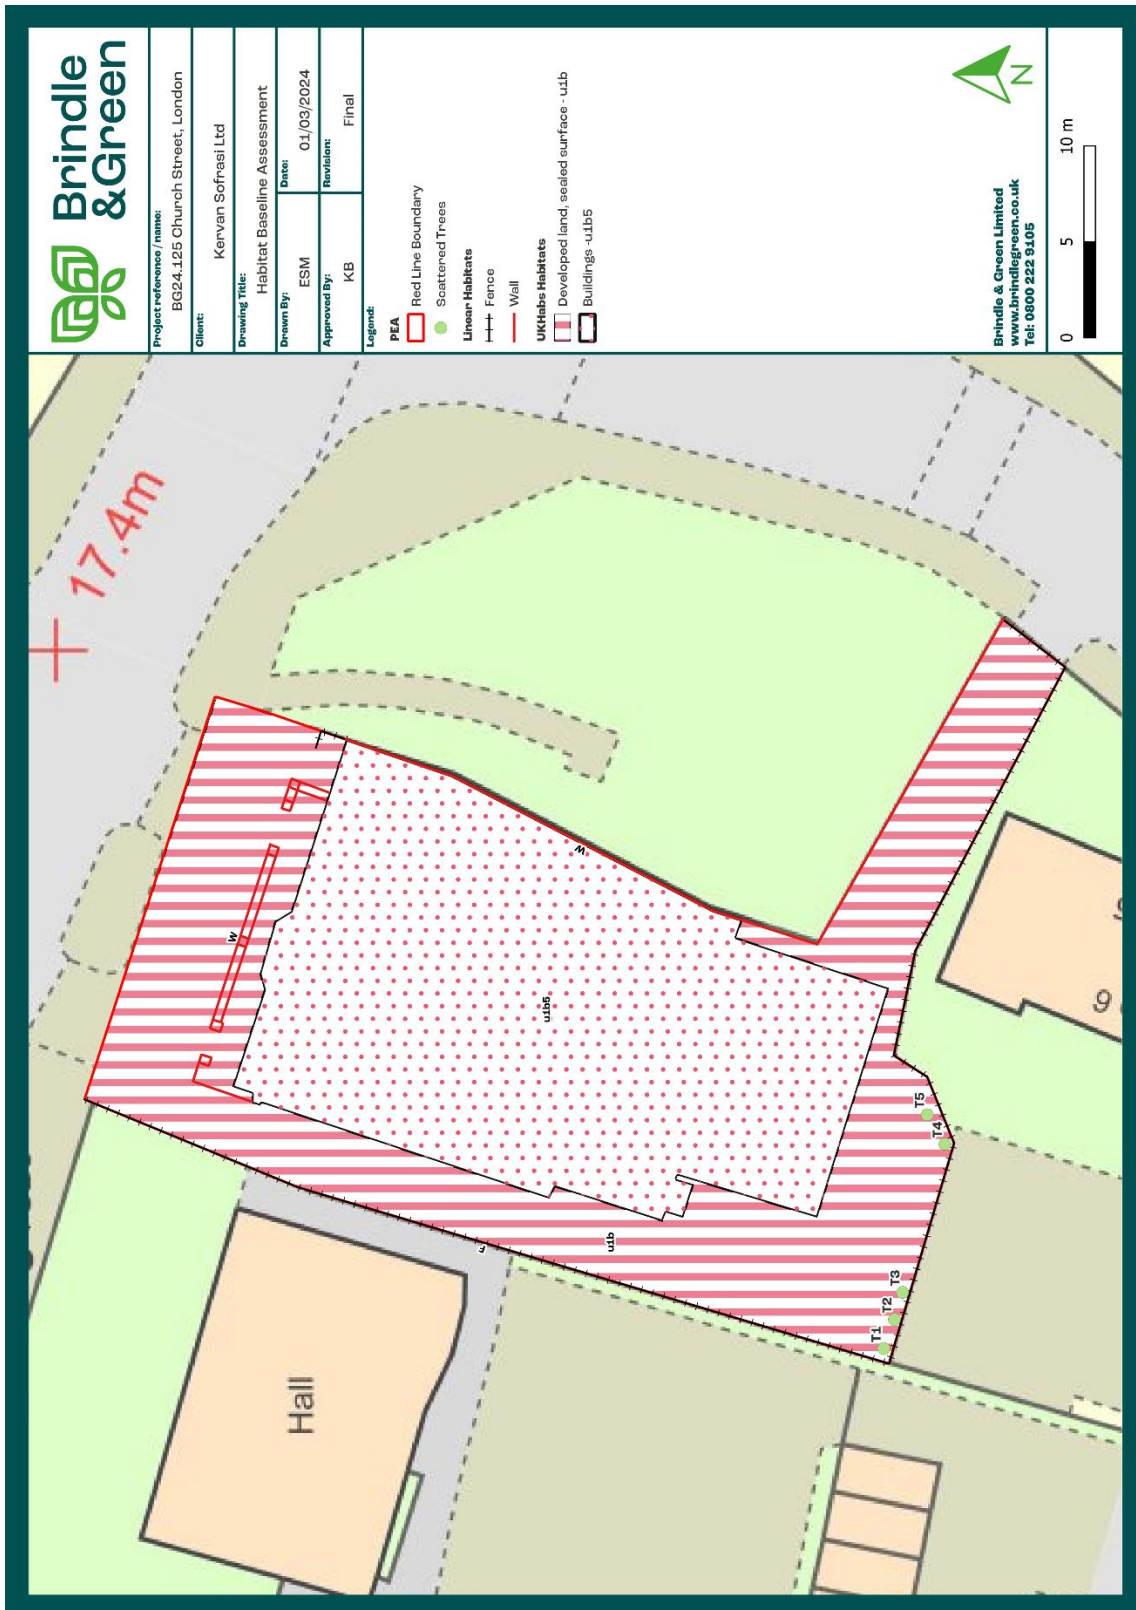 Brindle
&Green
Project reference / name:
BG24.125 Church Street, London
Client:
Kervan Sofrasi Ltd
Drawing Title:
Habitat Baseline Assessment
Drawn By:
ESM
Date:
01/03/2024
Approved By:
KB
Revision:
Final
Legend:
PEA
Red Line Boundary
Scattered Trees
Linear Habitats
Fence
Wall
UKHabs Habitats
Developed land, sealed surface - u1b
Buildings -u1b5
Brindle & Green Limited
www.brindlegreen.co.uk
Tel: 0800 222 9105
N
0 5 10 m
17.4m
W
W
u1b5
u1b
F
Hall
T1
T2
T3
T4
T5
9